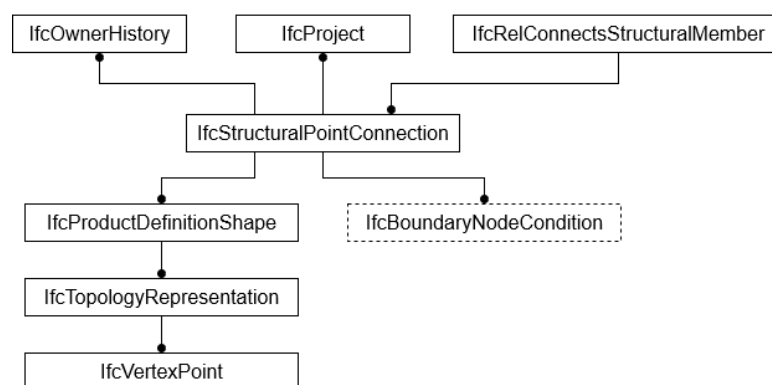 IfcOwnerHistory
IfcProject
IfcRelConnectsStructuralMember
IfcStructuralPointConnection
IfcProductDefinitionShape
IfcBoundaryNodeCondition
IfcTopologyRepresentation
IfcVertexPoint